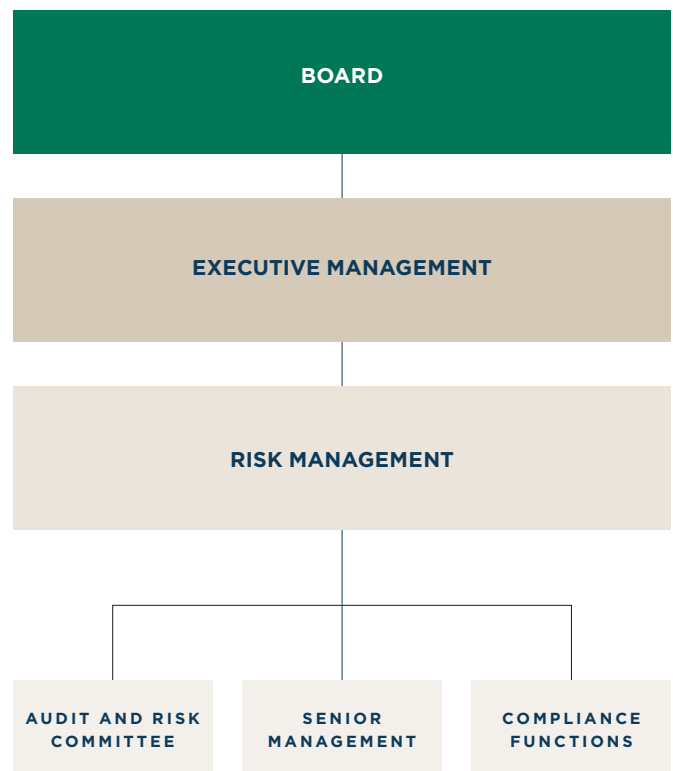 BOARD
EXECUTIVE MANAGEMENT
RISK MANAGEMENT
AUDIT AND RISK
COMMITTEE
SENIOR
MANAGEMENT
COMPLIANCE
FUNCTIONS